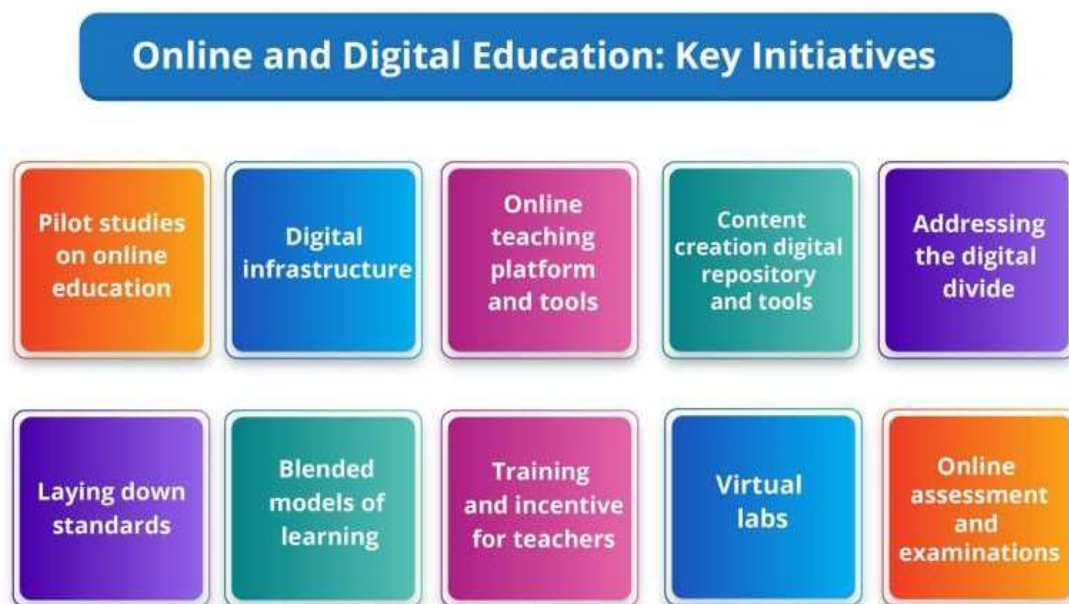 Online and Digital Education: Key Initiatives
Pilot studies
on online
education
Digital
infrastructure
Online
teaching
platform
and tools
Content
creation digital
repository
and tools
Addressing
the digital
divide
Laying down
standards
Blended
models of
learning
Training
and incentive
for teachers
Virtual
labs
Online
assessment
and
examinations